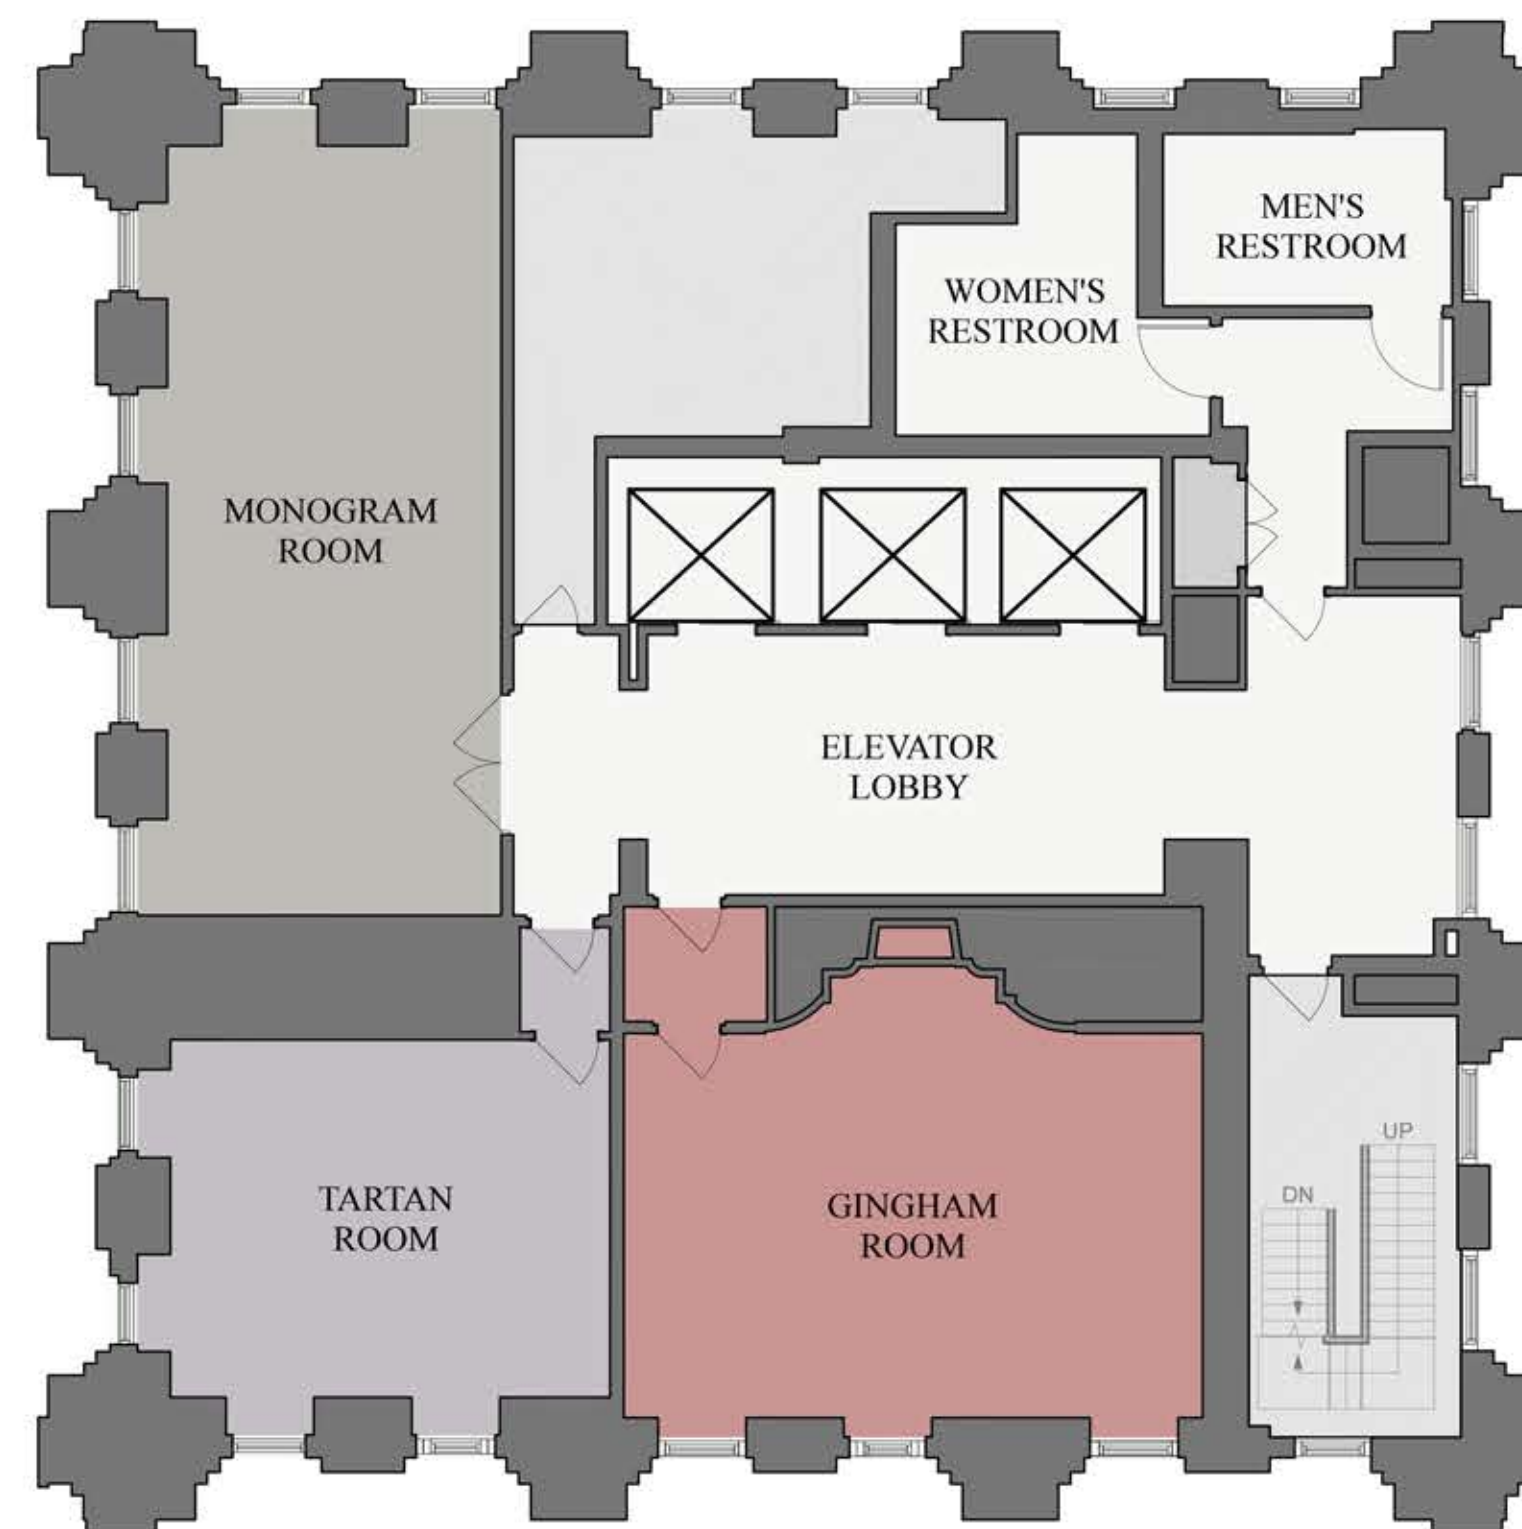 MEN'S
RESTROOM
WOMEN'S
RESTROOM
MONOGRAM
ROOM
ELEVATOR
LOBBY
TARTAN
ROOM
GINGHAM
ROOM
UP
DN